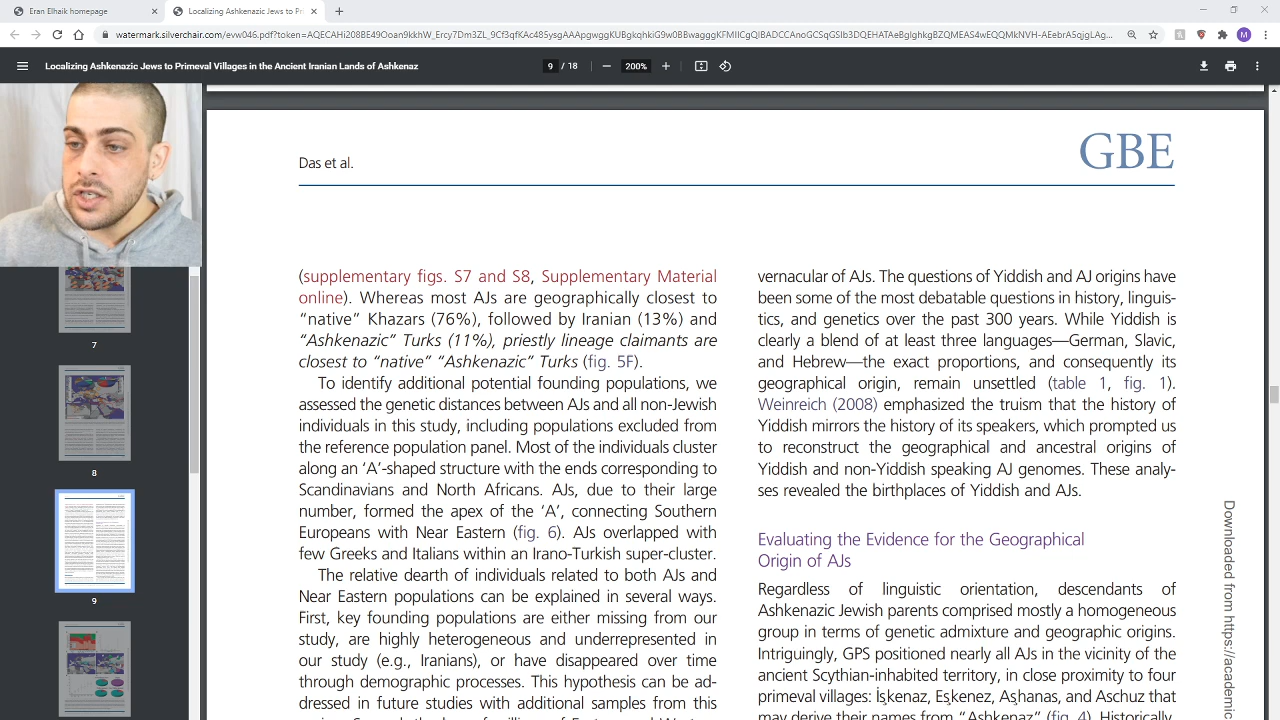 Eran Elhaik homepage
Localizing Ashkenazic Jews to Pri
Localizing Ashkenazic Jews to Primeval Villages in the Ancient Iranian Lands of Ashkenaz
9 / 18
200%
M
Das et al.
GBE
(supplementary figs. S7 and S8, Supplementary Material
online). Whereas most AJs are geographically closest to
“native” Khazars (76%), followed by Iranian (13%) and
“Ashkenazic” Turks (11%), priestly lineage claimants are
closest to “native” “Ashkenazic” Turks (fig. 5F).
To identify additional potential founding populations, we
assessed the genetic distances between AJs and all non-Jewish
individuals in this study, including populations excluded from
the reference population panel. Most of the individuals cluster
along an ‘A’-shaped structure with the ends corresponding to
Scandinavians and North Africans. AJs, due to their large
number, formed the apex of the ‘A’, connecting Southern
Europeans with Near Eastern
AJs overlapped with
few Greeks and Italians within an Irano-Turkish super-cluster.
The relative dearth of individuals related to both AJs and
Near Eastern populations can be explained in several ways.
First, key founding populations are either missing from our
study, are highly heterogeneous and underrepresented in
our study (e.g., Iranians), or have disappeared over time
through demographic processes. This hypothesis can be ad-
dressed in future studies with additional samples from this
vernacular of AJs. The questions of Yiddish and AJ origins have
been some of the most debatable questions in history, linguis-
tics, and genetics over the past 300 years. While Yiddish is
clearly a blend of at least three languages—German, Slavic,
and Hebrew—the exact proportions, and consequently its
geographical origin, remain unsettled (table 1, fig. 1).
Weinreich (2008) emphasized the truism that the history of
Yiddish mirrors the history of its speakers, which prompted us
to reconstruct the geographical and ancestral origins of
Yiddish and non-Yiddish speaking AJ genomes. These analy-
ses revealed the birthplaces of Yiddish and AJs.
Evaluating the Evidence for the Geographical
Origin of AJs
Regardless of linguistic orientation, descendants of
Ashkenazic Jewish parents comprised mostly a homogeneous
group in terms of genetic admixture and geographic origins.
Intriguingly, GPS positioned nearly all AJs in the vicinity of the
ancient Scythian-inhabited territory, in close proximity to four
primeval villages: Iskenaz, Eskenez, Ashanas, and Aschuz that
may derive their names from “Ashkenaz” (fig. 4). Historically,
Downloaded from https://academic
7
8
9